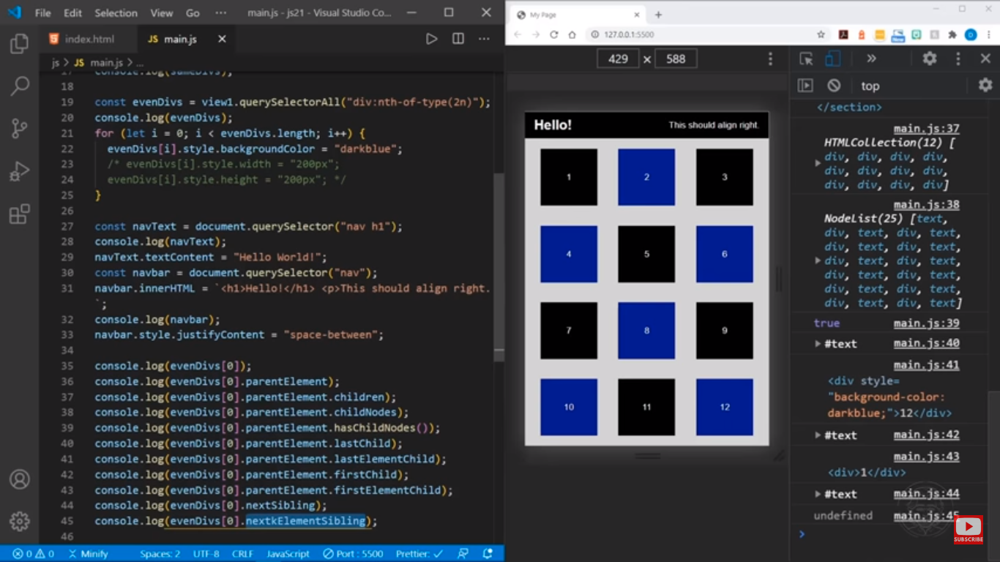 File Edit Selection View Go ··· main.js - js21 - Visual Studio Co...
index.html JS main.js
js > JS main.js > ...
17 console.log(sameDivs);
18
19 const evenDivs = view1.querySelectorAll("div:nth-of-type(2n)");
20 console.log(evenDivs);
21 for (let i = 0; i < evenDivs.length; i++) {
22 evenDivs[i].style.backgroundColor = "darkblue";
23 /* evenDivs[i].style.width = "200px";
24 evenDivs[i].style.height = "200px"; */
25 }
26
27 const navText = document.querySelector("nav h1");
28 console.log(navText);
29 navText.textContent = "Hello World!";
30 const navbar = document.querySelector("nav");
31 navbar.innerHTML = `<h1>Hello!</h1> <p>This should align right.
`;
32 console.log(navbar);
33 navbar.style.justifyContent = "space-between";
34
35 console.log(evenDivs[0]);
36 console.log(evenDivs[0].parentElement);
37 console.log(evenDivs[0].parentElement.children);
38 console.log(evenDivs[0].parentElement.childNodes);
39 console.log(evenDivs[0].parentElement.hasChildNodes());
40 console.log(evenDivs[0].parentElement.lastChild);
41 console.log(evenDivs[0].parentElement.lastElementChild);
42 console.log(evenDivs[0].parentElement.firstChild);
43 console.log(evenDivs[0].parentElement.firstElementChild);
44 console.log(evenDivs[0].nextSibling);
45 console.log(evenDivs[0].nextkElementSibling);
46
0 0 Minify Spaces: 2 UTF-8 CRLF JavaScript Port : 5500 Prettier: ✓
My Page
127.0.0.1:5500
New
429 × 588
Hello! This should align right.
1 2 3
4 5 6
7 8 9
10 11 12
top
</section>
main.js:37
HTMLCollection(12) [
div, div, div, div,
div, div, div, div,
div, div, div, div]
main.js:38
NodeList(25) [text,
div, text, div, text,
div, text, div, text,
div, text, div, text,
div, text, div, text,
div, text, div, text,
div, text, div, text]
true main.js:39
#text main.js:40
main.js:41
<div style=
"background-color:
darkblue;">12</div>
#text main.js:42
main.js:43
<div>1</div>
#text main.js:44
undefined main.js:45
>
SUBSCRIBE